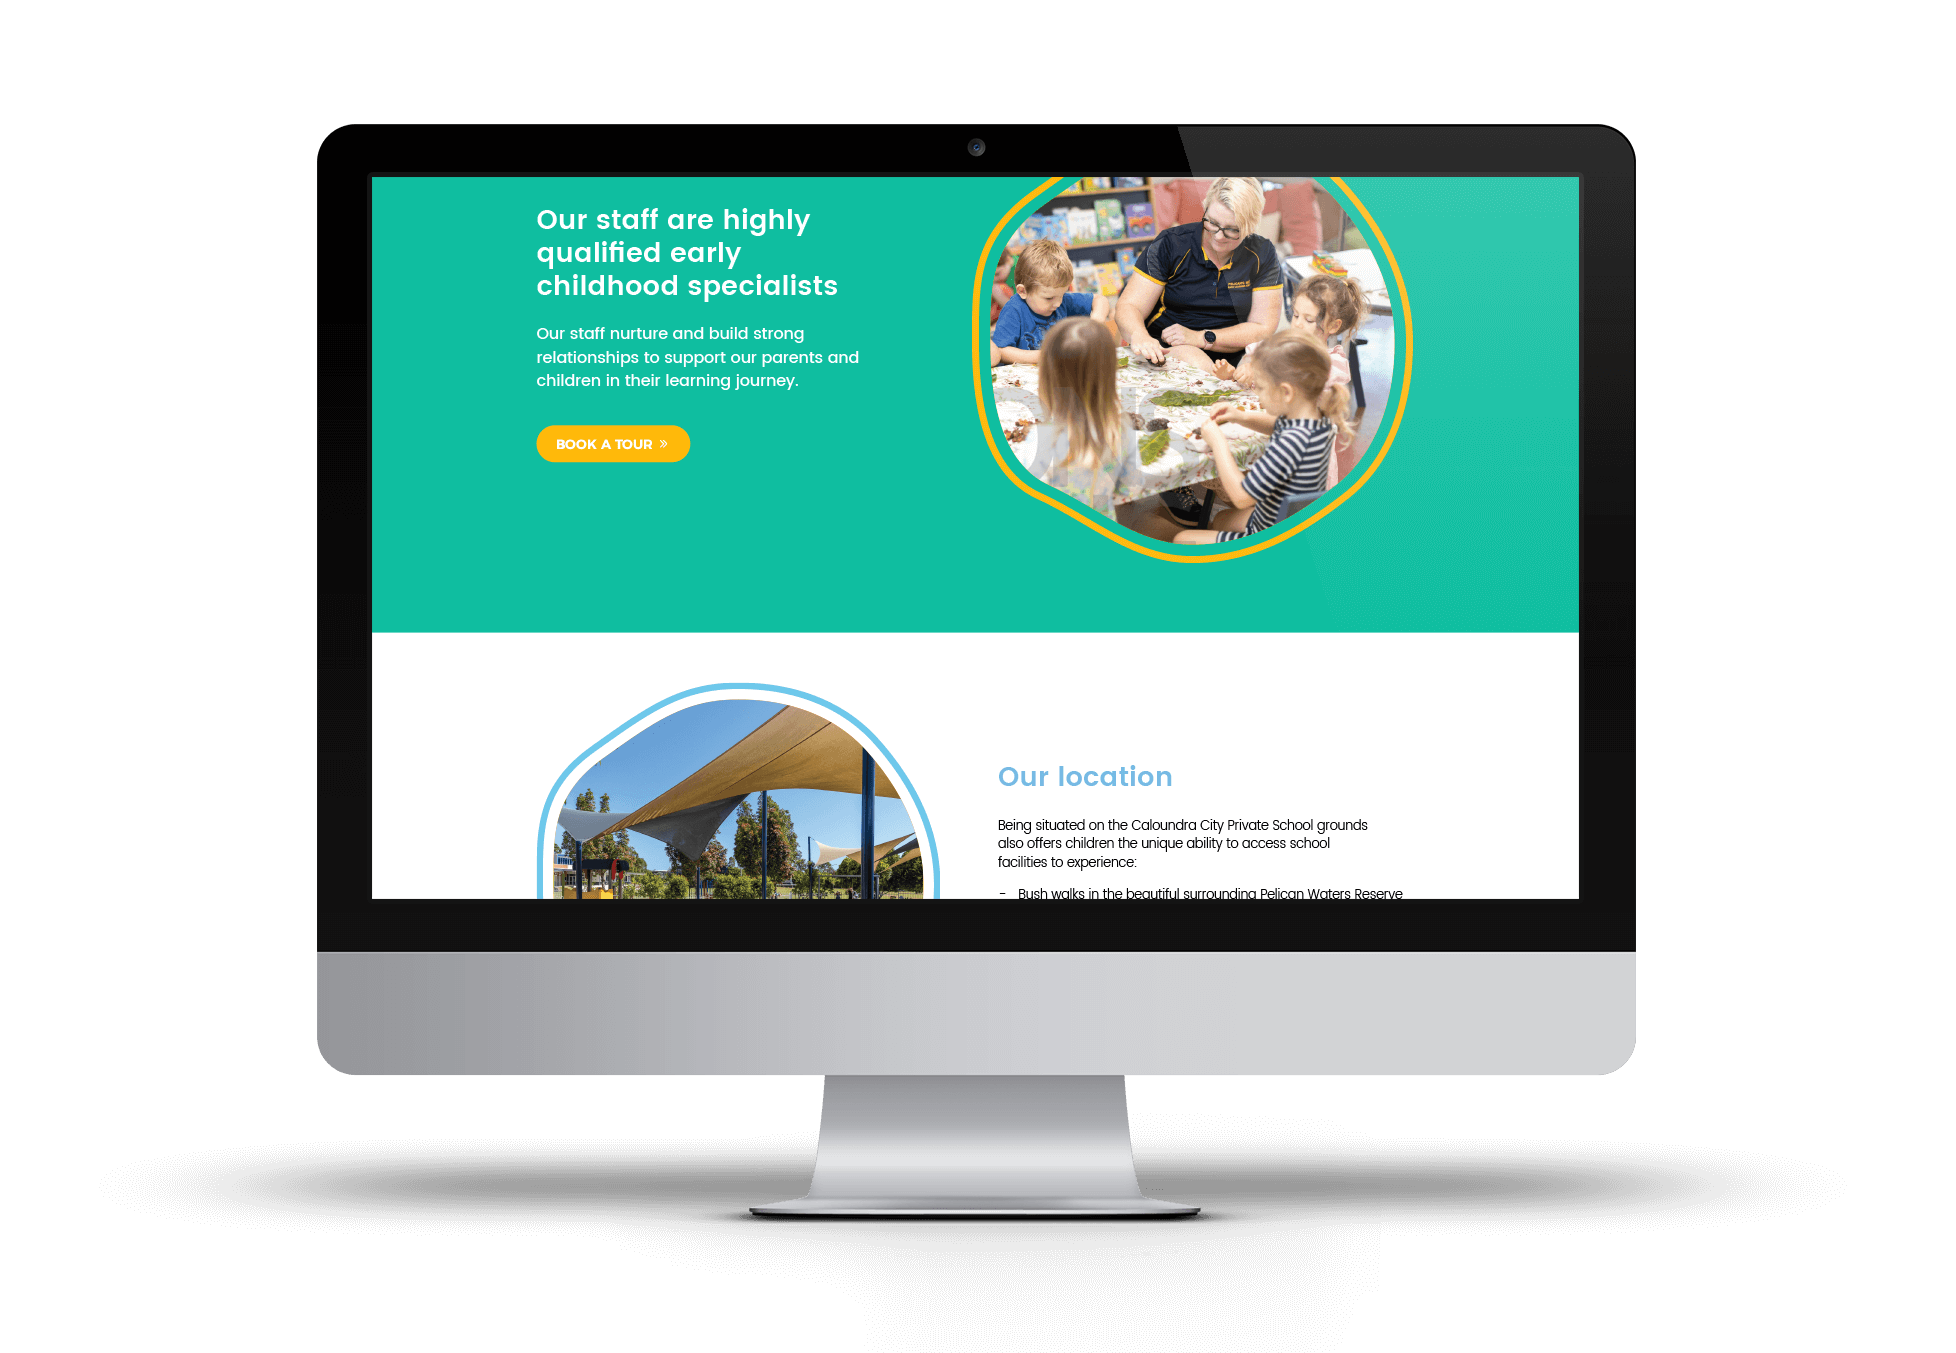 Our staff are highly
qualified early
childhood specialists
Our staff nurture and build strong
relationships to support our parents and
children in their learning journey.
BOOK A TOUR »
Our location
Being situated on the Caloundra City Private School grounds
also offers children the unique ability to access school
facilities to experience:
- Bush walks in the beautiful surrounding Pelican Waters Reserve